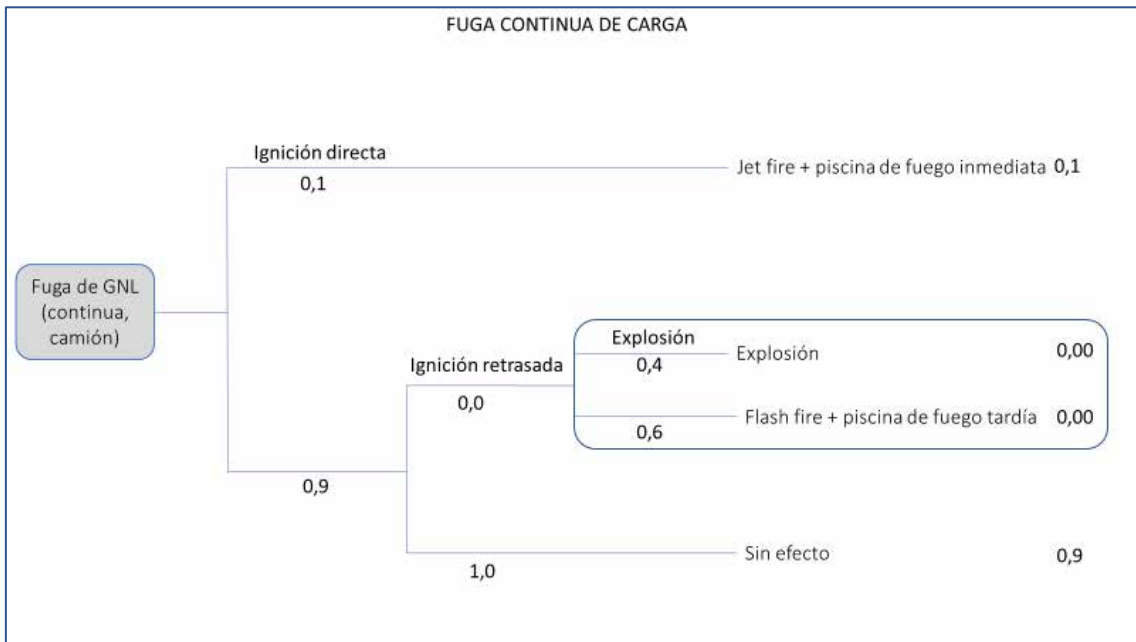 FUGA CONTINUA DE CARGA
Ignición directa
0,1
Jet fire + piscina de fuego inmediata 0,1
Fuga de GNL
(continua,
camión)
Ignición retrasada
0,0
Explosión
0,4
Explosión 0,00
0,6
Flash fire + piscina de fuego tardía 0,00
0,9
1,0
Sin efecto 0,9